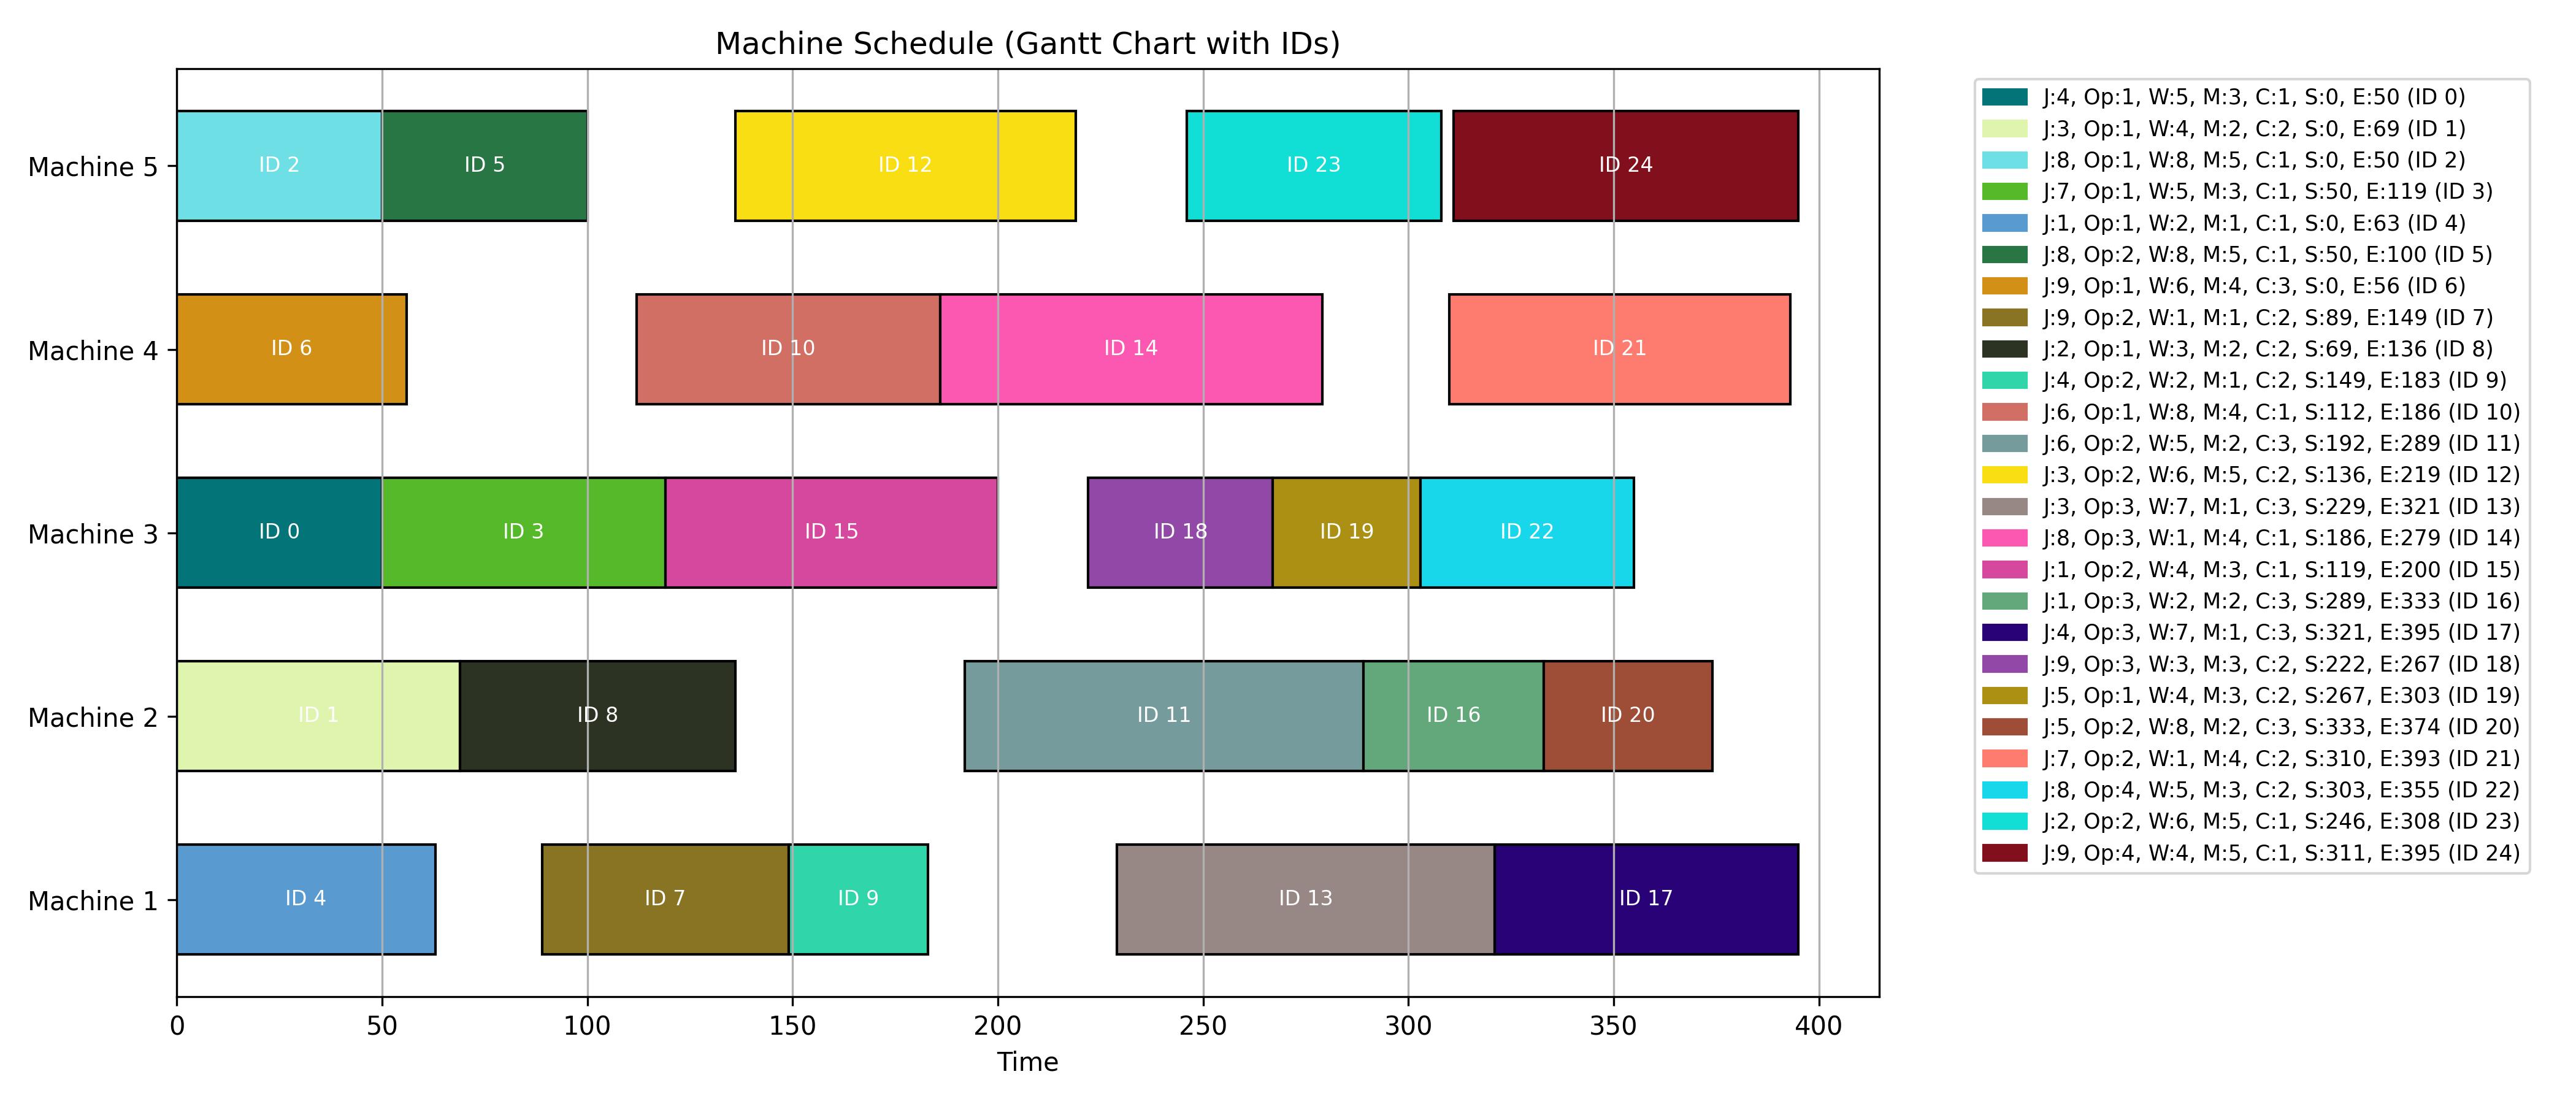 Machine Schedule (Gantt Chart with IDs)
Machine 5
ID 2
ID 5
ID 12
ID 23
ID 24
Machine 4
ID 6
ID 10
ID 14
ID 21
Machine 3
ID 0
ID 3
ID 15
ID 18
ID 19
ID 22
Machine 2
ID 1
ID 8
ID 11
ID 16
ID 20
Machine 1
ID 4
ID 7
ID 9
ID 13
ID 17
0 50 100 150 200 250 300 350 400
Time
J:4, Op:1, W:5, M:3, C:1, S:0, E:50 (ID 0)
J:3, Op:1, W:4, M:2, C:2, S:0, E:69 (ID 1)
J:8, Op:1, W:8, M:5, C:1, S:0, E:50 (ID 2)
J:7, Op:1, W:5, M:3, C:1, S:50, E:119 (ID 3)
J:1, Op:1, W:2, M:1, C:1, S:0, E:63 (ID 4)
J:8, Op:2, W:8, M:5, C:1, S:50, E:100 (ID 5)
J:9, Op:1, W:6, M:4, C:3, S:0, E:56 (ID 6)
J:9, Op:2, W:1, M:1, C:2, S:89, E:149 (ID 7)
J:2, Op:1, W:3, M:2, C:2, S:69, E:136 (ID 8)
J:4, Op:2, W:2, M:1, C:2, S:149, E:183 (ID 9)
J:6, Op:1, W:8, M:4, C:1, S:112, E:186 (ID 10)
J:6, Op:2, W:5, M:2, C:3, S:192, E:289 (ID 11)
J:3, Op:2, W:6, M:5, C:2, S:136, E:219 (ID 12)
J:3, Op:3, W:7, M:1, C:3, S:229, E:321 (ID 13)
J:8, Op:3, W:1, M:4, C:1, S:186, E:279 (ID 14)
J:1, Op:2, W:4, M:3, C:1, S:119, E:200 (ID 15)
J:1, Op:3, W:2, M:2, C:3, S:289, E:333 (ID 16)
J:4, Op:3, W:7, M:1, C:3, S:321, E:395 (ID 17)
J:9, Op:3, W:3, M:3, C:2, S:222, E:267 (ID 18)
J:5, Op:1, W:4, M:3, C:2, S:267, E:303 (ID 19)
J:5, Op:2, W:8, M:2, C:3, S:333, E:374 (ID 20)
J:7, Op:2, W:1, M:4, C:2, S:310, E:393 (ID 21)
J:8, Op:4, W:5, M:3, C:2, S:303, E:355 (ID 22)
J:2, Op:2, W:6, M:5, C:1, S:246, E:308 (ID 23)
J:9, Op:4, W:4, M:5, C:1, S:311, E:395 (ID 24)